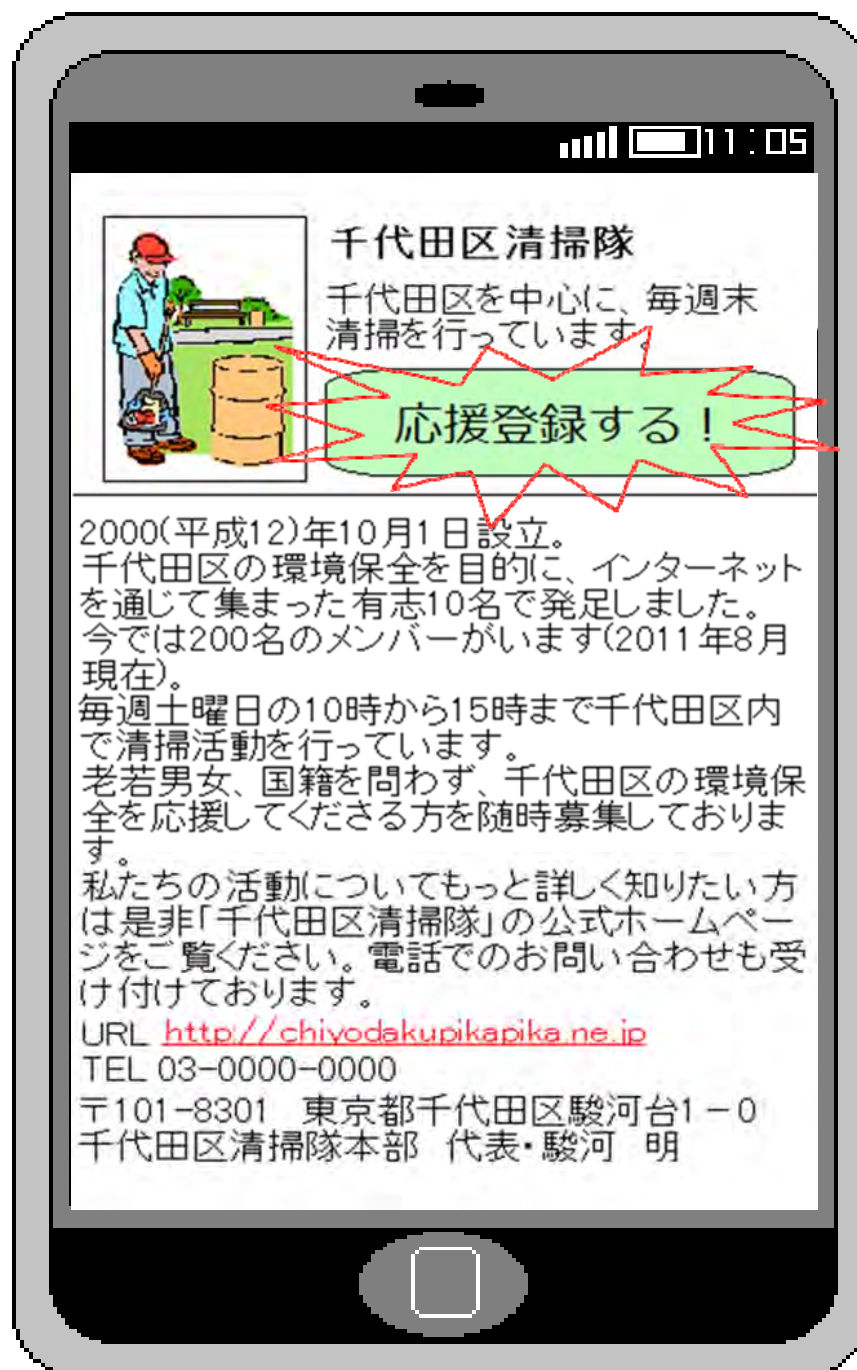 11:05
千代田区清掃隊
千代田区を中心に、毎週末
清掃を行っています。
応援登録する！
2000(平成12)年10月1日設立。
千代田区の環境保全を目的に、インターネット
を通じて集まった有志10名で発足しました。
今では200名のメンバーがいます(2011年8月
現在)。
毎週土曜日の10時から15時まで千代田区内
で清掃活動を行っています。
老若男女、国籍を問わず、千代田区の環境保
全を応援してくださる方を随時募集しておりま
す。
私たちの活動についてもっと詳しく知りたい方
は是非「千代田区清掃隊」の公式ホームペー
ジをご覧ください。電話でのお問い合わせも受
け付けております。
URL http://chiyodakupikapika.ne.jp
TEL 03-0000-0000
〒101-8301　東京都千代田区駿河台1－0
千代田区清掃隊本部　代表・駿河　明